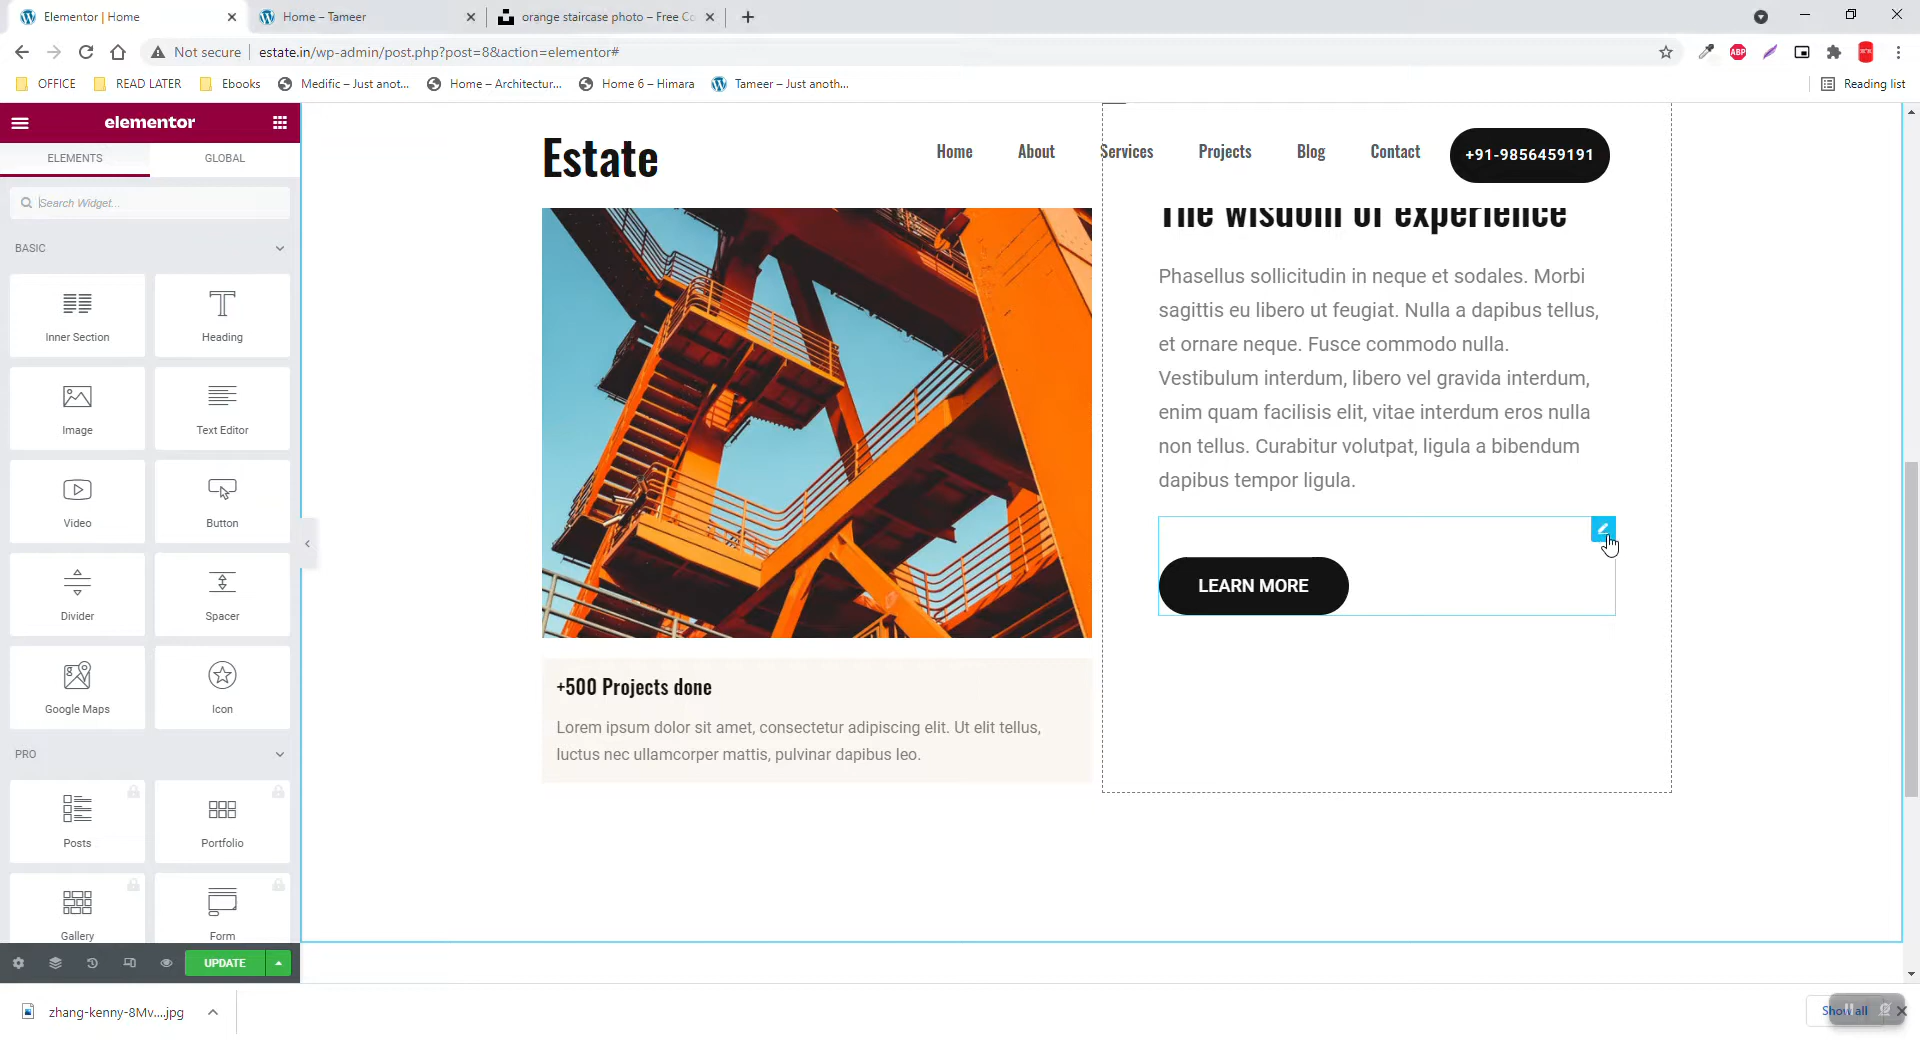 Elementor | Home
Home – Tameer
orange staircase photo – Free Co
Not secure
estate.in/wp-admin/post.php?post=8&action=elementor#
ABP
OFFICE
READ LATER
Ebooks
Medific – Just anot...
Home – Architectur...
Home 6 – Himara
Tameer – Just anoth...
Reading list
elementor
ELEMENTS
GLOBAL
Search Widget...
BASIC
Inner Section
Heading
Image
Text Editor
Video
Button
Divider
Spacer
Google Maps
Icon
PRO
Posts
Portfolio
Gallery
Form
UPDATE
Estate
Home
About
Services
Projects
Blog
Contact
+91-9856459191
The wisdom of experience
Phasellus sollicitudin in neque et sodales. Morbi
sagittis eu libero ut feugiat. Nulla a dapibus tellus,
et ornare neque. Fusce commodo nulla.
Vestibulum interdum, libero vel gravida interdum,
enim quam facilisis elit, vitae interdum eros nulla
non tellus. Curabitur volutpat, ligula a bibendum
dapibus tempor ligula.
LEARN MORE
+500 Projects done
Lorem ipsum dolor sit amet, consectetur adipiscing elit. Ut elit tellus,
luctus nec ullamcorper mattis, pulvinar dapibus leo.
zhang-kenny-8Mv....jpg
Show all